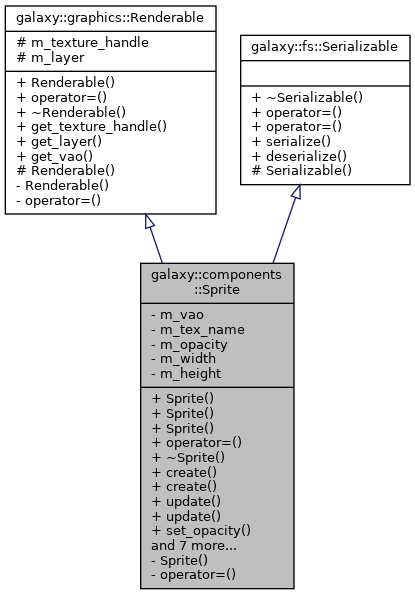 galaxy::graphics::Renderable
# m_texture_handle
# m_layer
+ Renderable()
+ operator=()
+ ~Renderable()
+ get_texture_handle()
+ get_layer()
+ get_vao()
# Renderable()
- Renderable()
- operator=()
galaxy::fs::Serializable
+ ~Serializable()
+ operator=()
+ operator=()
+ serialize()
+ deserialize()
# Serializable()
galaxy::components
::Sprite
- m_vao
- m_tex_name
- m_opacity
- m_width
- m_height
+ Sprite()
+ Sprite()
+ Sprite()
+ operator=()
+ ~Sprite()
+ create()
+ create()
+ update()
+ update()
+ set_opacity()
and 7 more...
- Sprite()
- operator=()